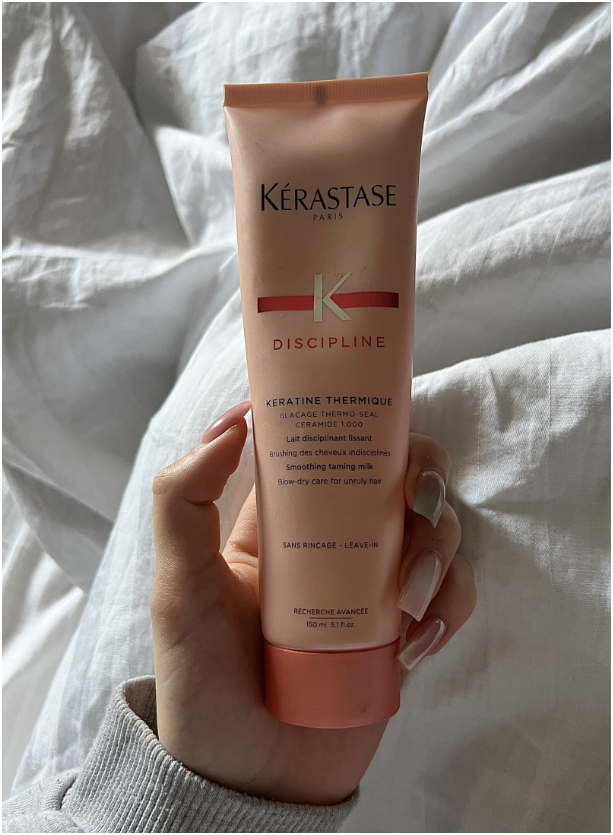 KÉRASTASE
PARIS
K
DISCIPLINE
KERATINE THERMIQUE
GLAÇAGE THERMO-SEAL
CERAMIDE 1.000
Lait disciplinant lissant
Brushing des cheveux indisciplinés
Smoothing taming milk
Blow-dry care for unruly hair
SANS RINÇAGE - LEAVE-IN
RECHERCHE AVANCÉE
150 ml 5.1 fl.oz.